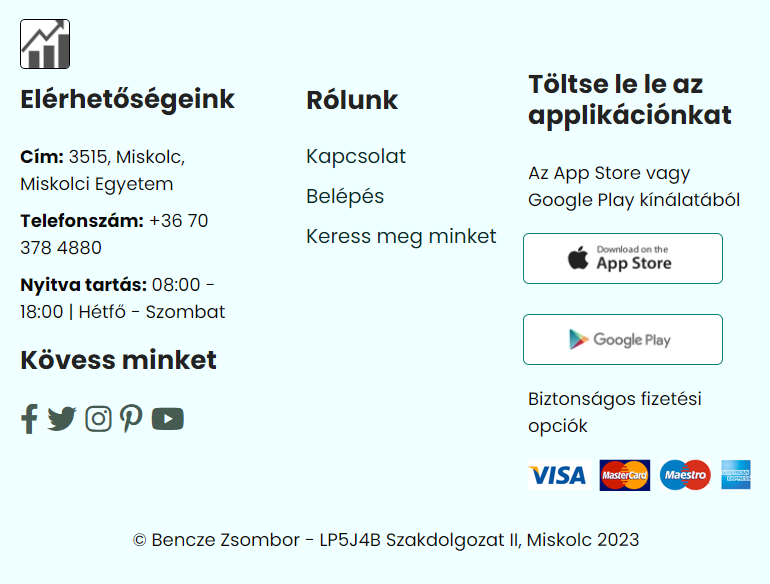 Elérhetőségeink
Cím: 3515, Miskolc,
Miskolci Egyetem
Telefonszám: +36 70
378 4880
Nyitva tartás: 08:00 -
18:00 | Hétfő - Szombat
Kövess minket
Rólunk
Kapcsolat
Belépés
Keress meg minket
Töltse le le az
applikációnkat
Az App Store vagy
Google Play kínálatából
Download on the
App Store
Google Play
Biztonságos fizetési
opciók
VISA
MasterCard
Maestro
AMERICAN
EXPRESS
© Bencze Zsombor - LP5J4B Szakdolgozat II, Miskolc 2023